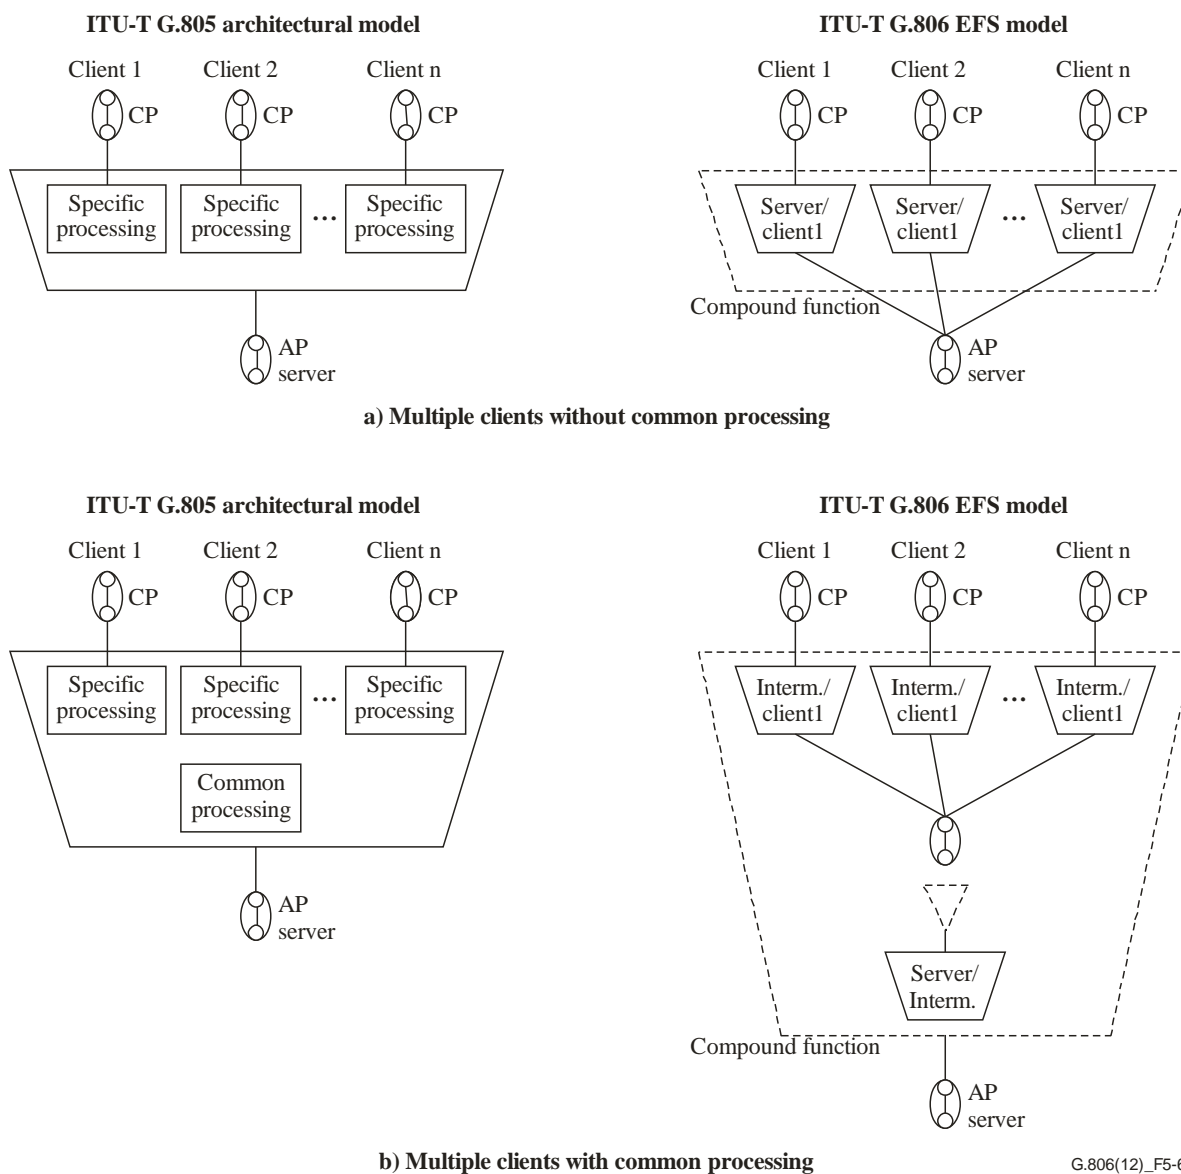 ITU-T G.805 architectural model
ITU-T G.806 EFS model
Client 1
Client 2
Client n
Client 1
Client 2
Client n
CP
CP
CP
CP
CP
CP
Specific
processing
Specific
processing
...
Specific
processing
Server/
client1
Server/
client1
...
Server/
client1
Compound function
AP
server
AP
server
a) Multiple clients without common processing
ITU-T G.805 architectural model
ITU-T G.806 EFS model
Client 1
Client 2
Client n
Client 1
Client 2
Client n
CP
CP
CP
CP
CP
CP
Specific
processing
Specific
processing
...
Specific
processing
Interm./
client1
Interm./
client1
...
Interm./
client1
Common
processing
AP
server
Server/
Interm.
Compound function
AP
server
b) Multiple clients with common processing
G.806(12)_F5-6